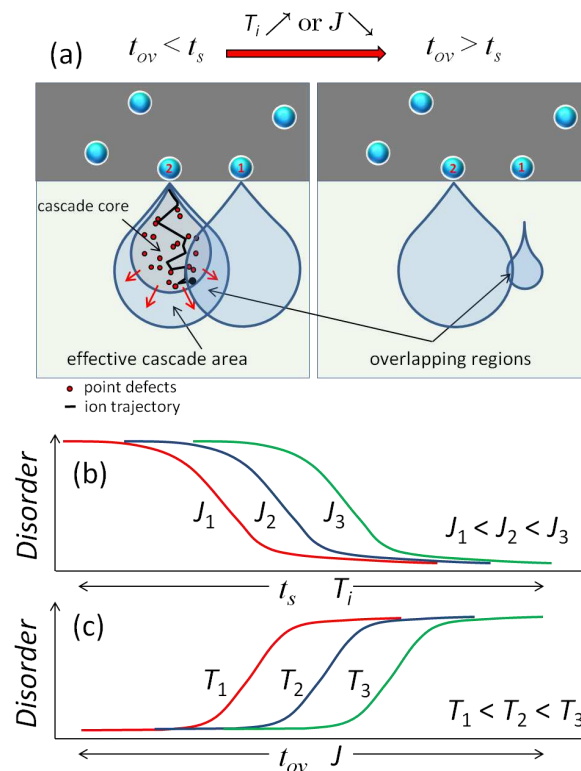 T_i ↗ or J ↘
t_ov < t_s t_ov > t_s
(a)
2 1 2 1
cascade core
effective cascade area overlapping regions
point defects
ion trajectory
(b)
Disorder
J_1 J_2 J_3 J_1 < J_2 < J_3
t_s T_i
(c)
Disorder
T_1 T_2 T_3 T_1 < T_2 < T_3
t_ov J